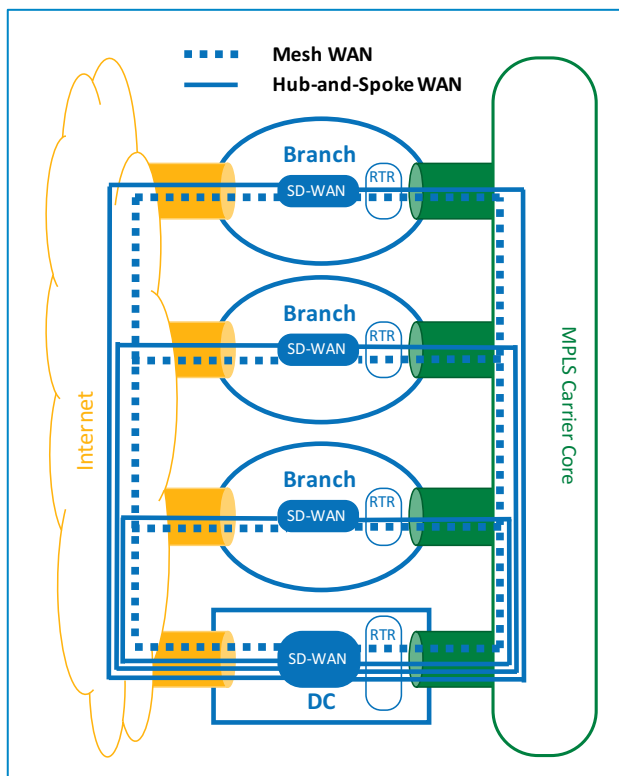 Mesh WAN
Hub-and-Spoke WAN
Branch
SD-WAN
RTR
Branch
SD-WAN
RTR
Branch
SD-WAN
RTR
SD-WAN
RTR
DC
Internet
MPLS Carrier Core